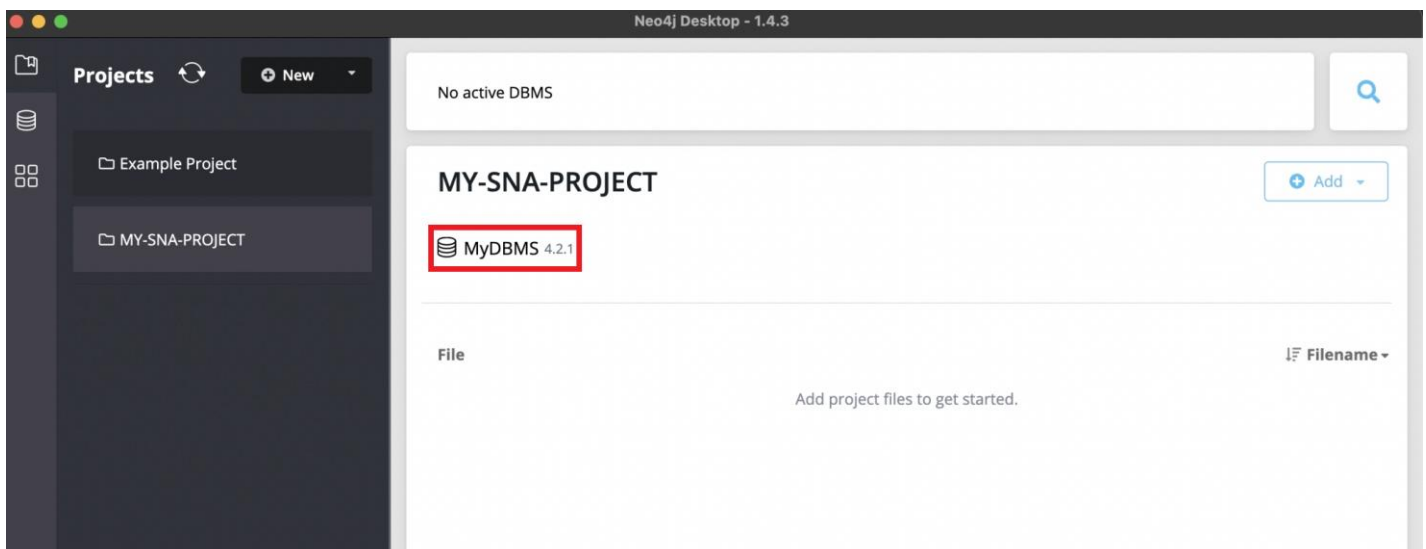 Neo4j Desktop - 1.4.3
Projects
New
Example Project
MY-SNA-PROJECT
No active DBMS
MY-SNA-PROJECT
Add
MyDBMS 4.2.1
File
Filename
Add project files to get started.